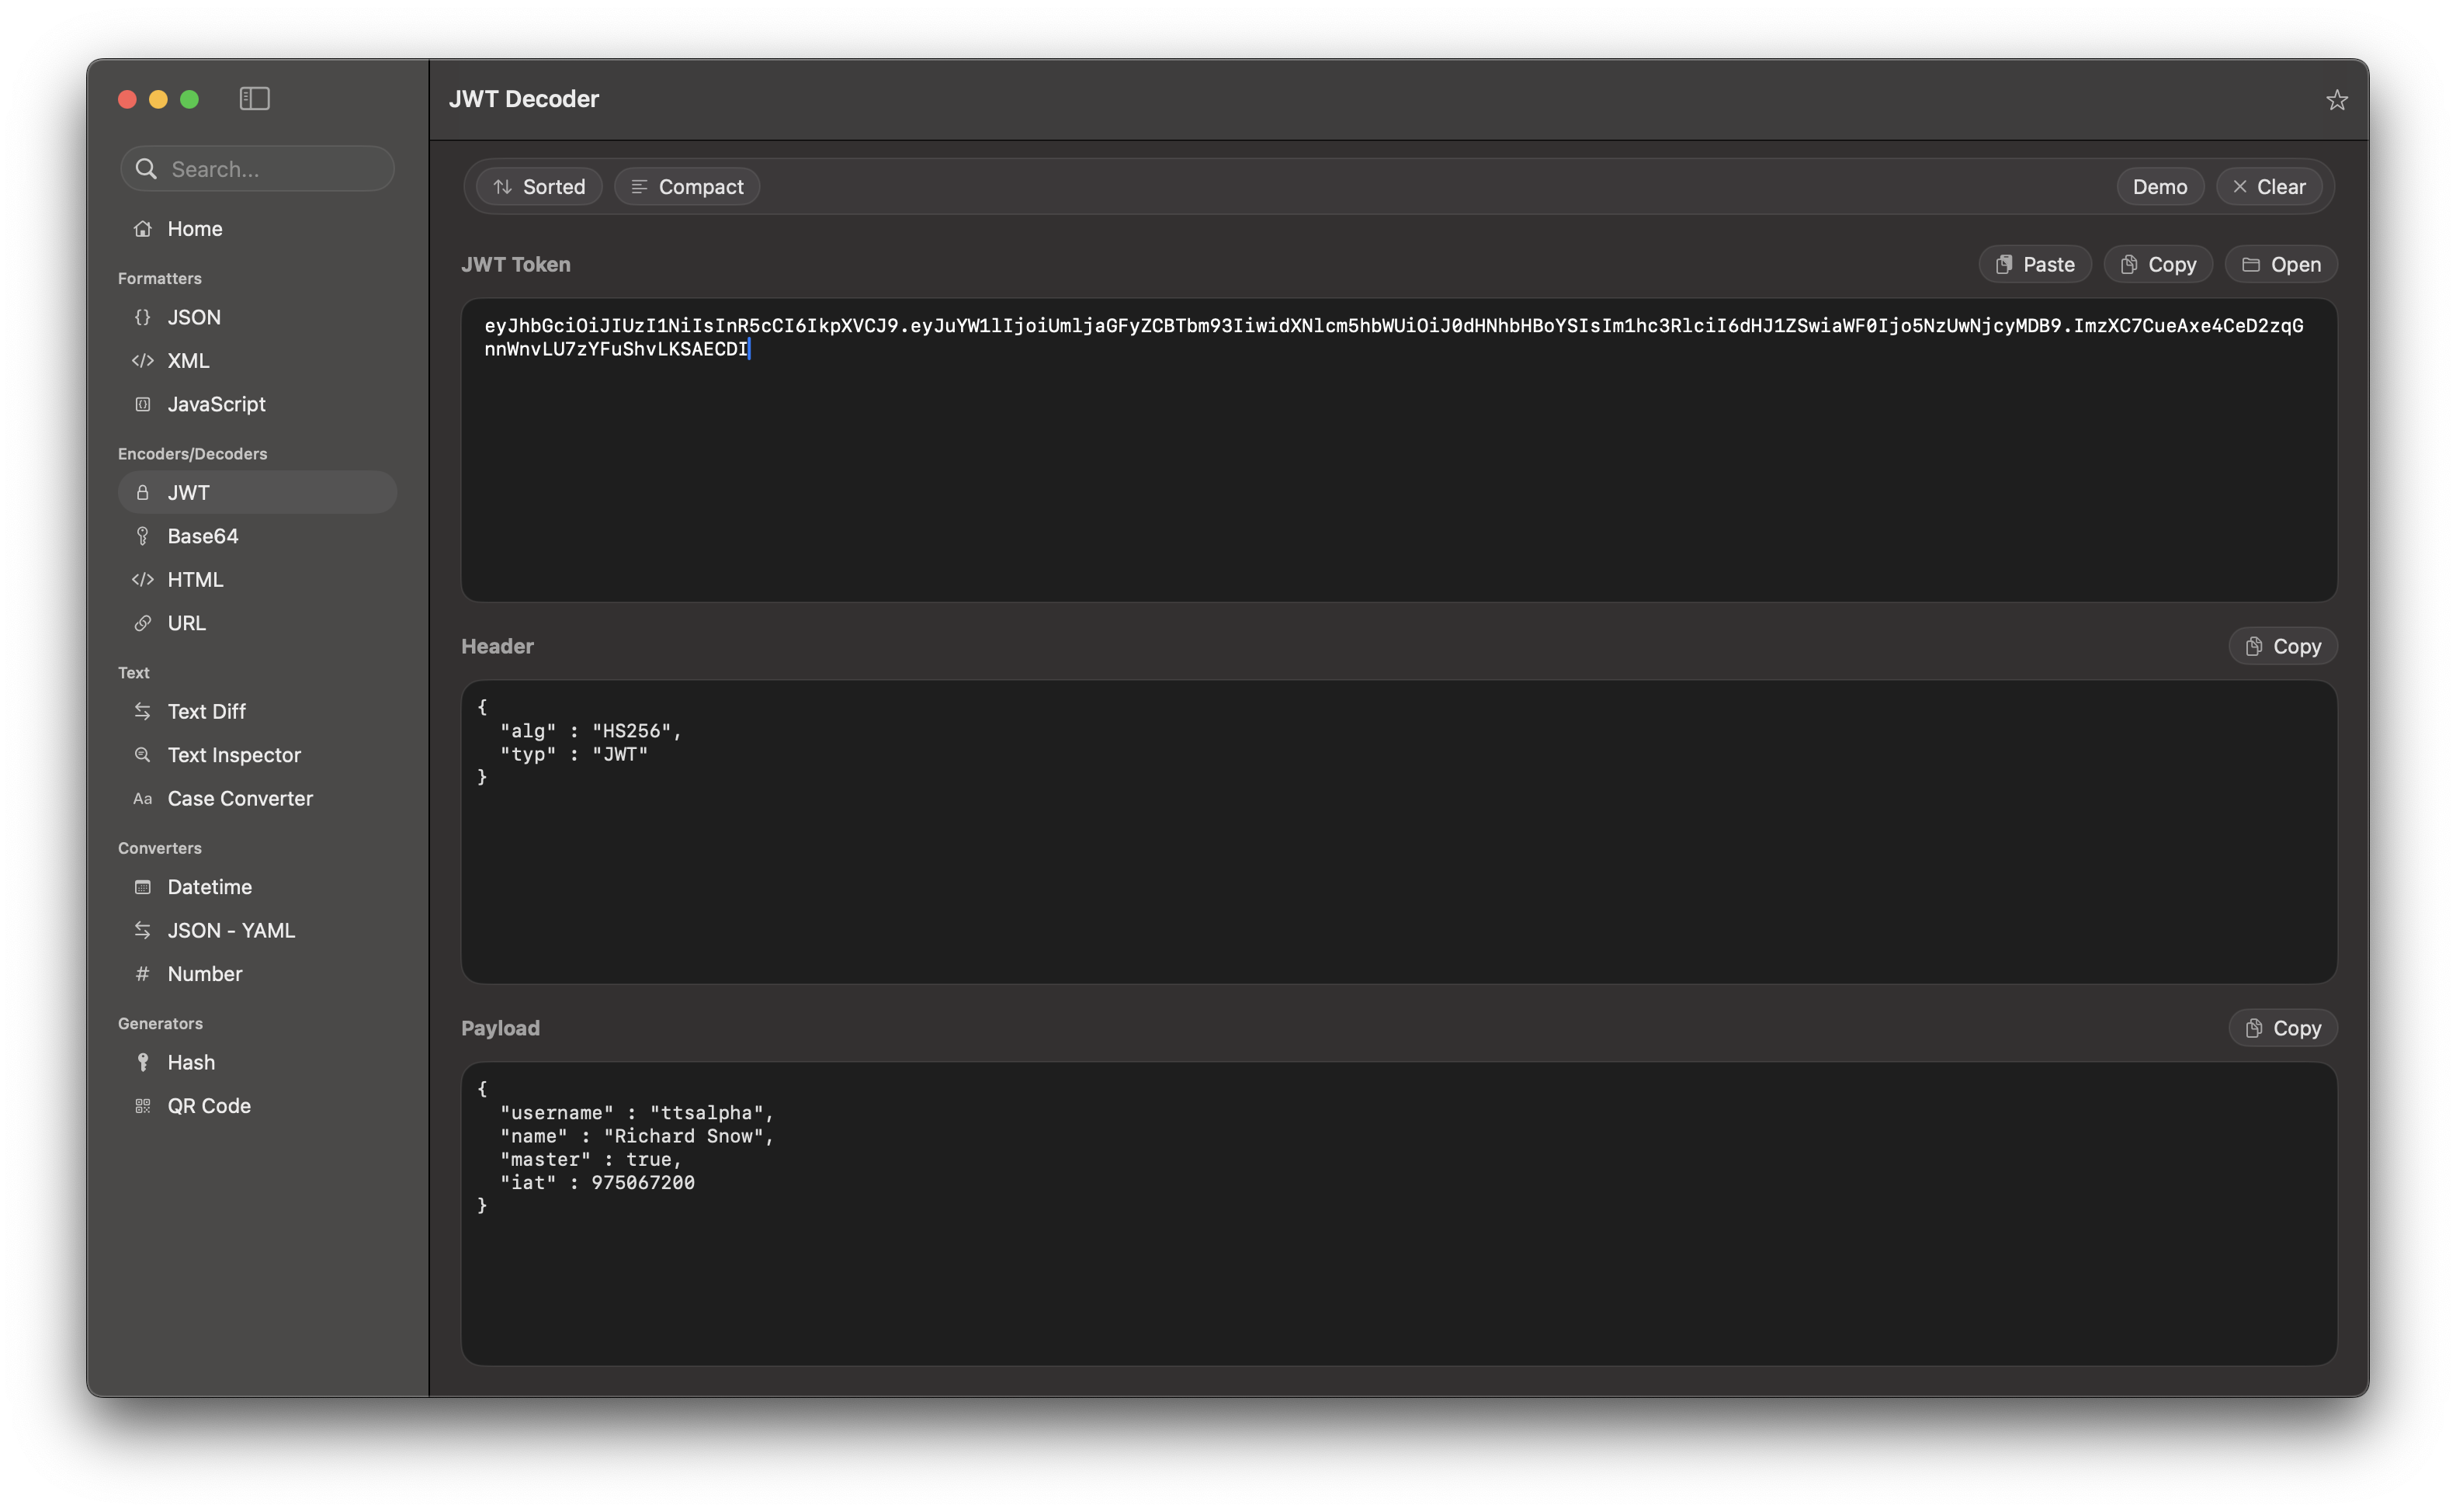 JWT Decoder
Search...
Home
Formatters
{} JSON
</> XML
JavaScript
Encoders/Decoders
JWT
Base64
</> HTML
URL
Text
Text Diff
Text Inspector
Aa Case Converter
Converters
Datetime
JSON - YAML
# Number
Generators
Hash
QR Code
Sorted Compact Demo Clear
JWT Token Paste Copy Open
eyJhbGciOiJIUzI1NiIsInR5cCI6IkpXVCJ9.eyJuYW1lIjoiUmljaGFyZCBTbm93IiwidXNlcm5hbWUiOiJ0dHNhbHBoYSIsIm1hc3RlciI6dHJ1ZSwiaWF0Ijo5NzUwNjcyMDB9.ImzXC7CueAxe4CeD2zqG
nnWnvLU7zYFuShvLKSAECDI
Header Copy
{
  "alg" : "HS256",
  "typ" : "JWT"
}
Payload Copy
{
  "username" : "ttsalpha",
  "name" : "Richard Snow",
  "master" : true,
  "iat" : 975067200
}